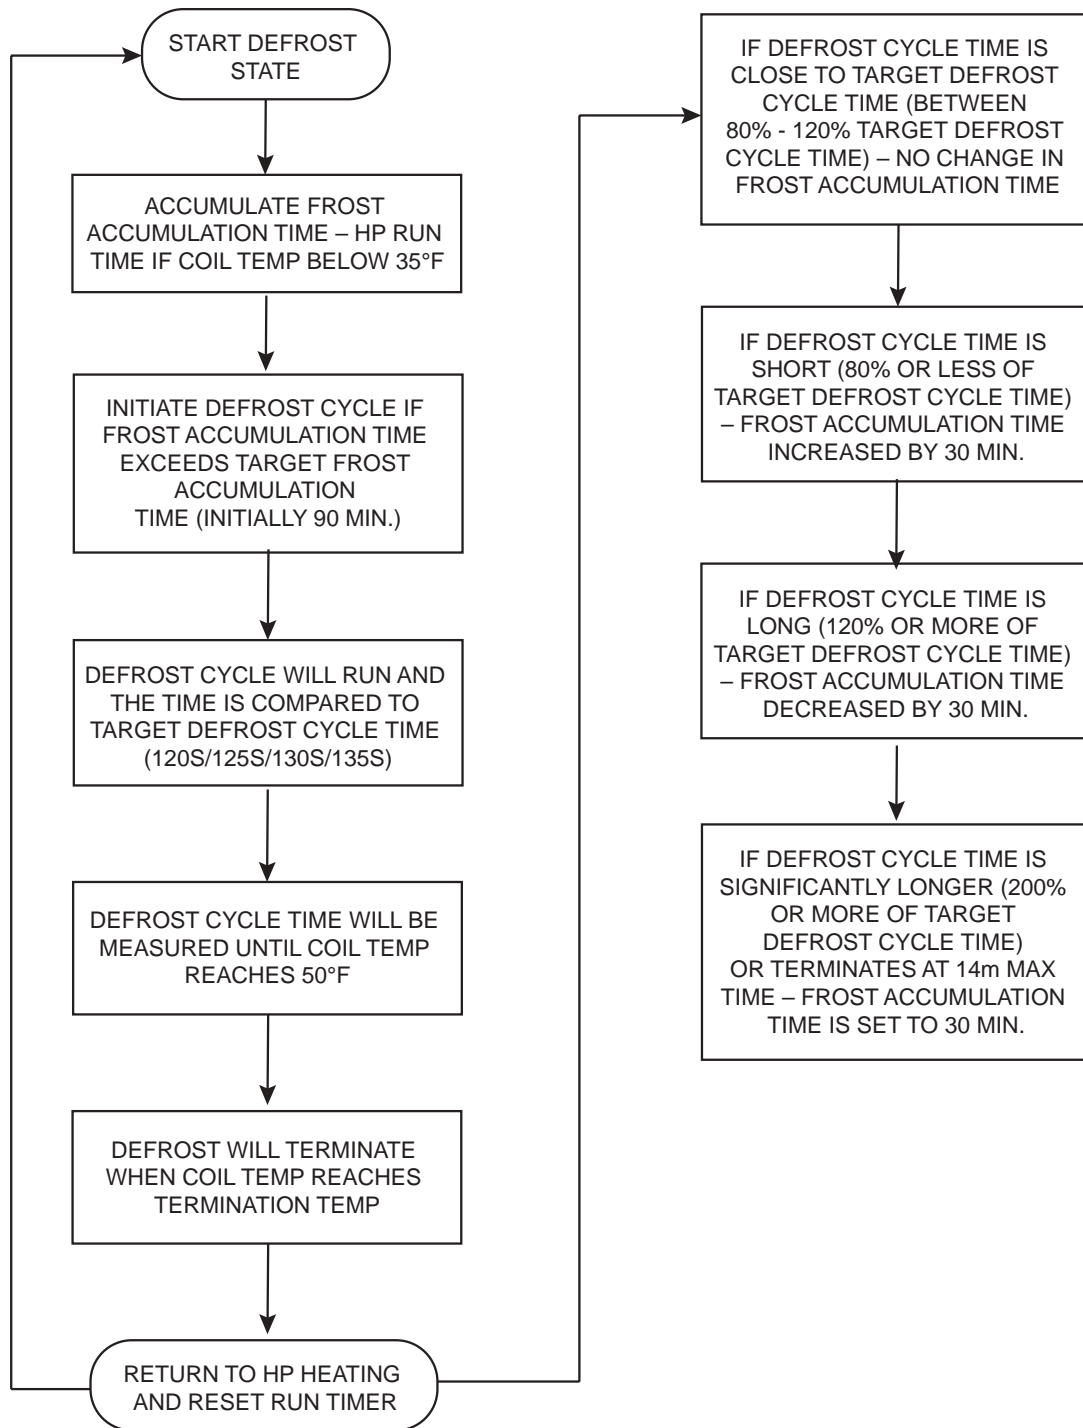 START DEFROST
STATE
ACCUMULATE FROST
ACCUMULATION TIME – HP RUN
TIME IF COIL TEMP BELOW 35°F
INITIATE DEFROST CYCLE IF
FROST ACCUMULATION TIME
EXCEEDS TARGET FROST
ACCUMULATION
TIME (INITIALLY 90 MIN.)
DEFROST CYCLE WILL RUN AND
THE TIME IS COMPARED TO
TARGET DEFROST CYCLE TIME
(120S/125S/130S/135S)
DEFROST CYCLE TIME WILL BE
MEASURED UNTIL COIL TEMP
REACHES 50°F
DEFROST WILL TERMINATE
WHEN COIL TEMP REACHES
TERMINATION TEMP
RETURN TO HP HEATING
AND RESET RUN TIMER
IF DEFROST CYCLE TIME IS
CLOSE TO TARGET DEFROST
CYCLE TIME (BETWEEN
80% - 120% TARGET DEFROST
CYCLE TIME) – NO CHANGE IN
FROST ACCUMULATION TIME
IF DEFROST CYCLE TIME IS
SHORT (80% OR LESS OF
TARGET DEFROST CYCLE TIME)
– FROST ACCUMULATION TIME
INCREASED BY 30 MIN.
IF DEFROST CYCLE TIME IS
LONG (120% OR MORE OF
TARGET DEFROST CYCLE TIME)
– FROST ACCUMULATION TIME
DECREASED BY 30 MIN.
IF DEFROST CYCLE TIME IS
SIGNIFICANTLY LONGER (200%
OR MORE OF TARGET
DEFROST CYCLE TIME)
OR TERMINATES AT 14m MAX
TIME – FROST ACCUMULATION
TIME IS SET TO 30 MIN.